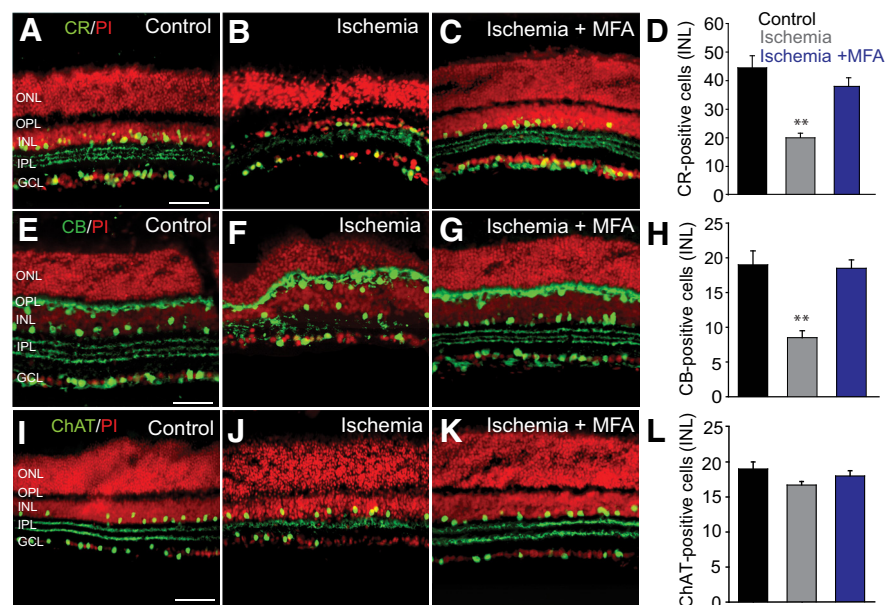 A CR/PI Control
B Ischemia
C Ischemia + MFA
ONL
OPL
INL
IPL
GCL
D
Control
Ischemia
Ischemia +MFA
CR-positive cells (INL)
60
50
40
30
20
10
0
**
E CB/PI Control
F Ischemia
G Ischemia + MFA
ONL
OPL
INL
IPL
GCL
H
CB-positive cells (INL)
25
20
15
10
5
0
**
I ChAT/PI Control
J Ischemia
K Ischemia + MFA
ONL
OPL
INL
IPL
GCL
L
ChAT-positive cells (INL)
25
20
15
10
5
0